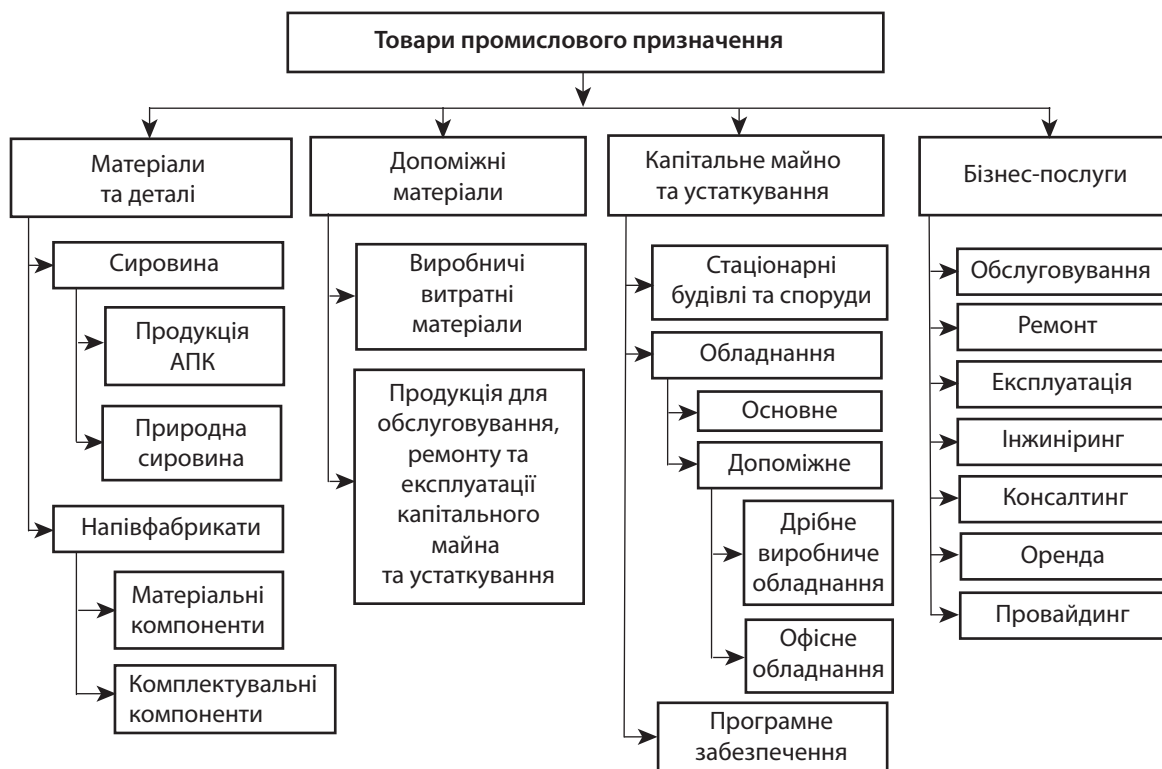 Товари промислового призначення
Матеріали
та деталі
Сировина
Продукція
АПК
Природна
сировина
Напівфабрикати
Матеріальні
компоненти
Комплектувальні
компоненти
Допоміжні
матеріали
Виробничі
витратні
матеріали
Продукція для
обслуговування,
ремонту та
експлуатації
капітального
майна
та устаткування
Капітальне майно
та устаткування
Стаціонарні
будівлі та споруди
Обладнання
Основне
Допоміжне
Дрібне
виробниче
обладнання
Офісне
обладнання
Програмне
забезпечення
Бізнес-послуги
Обслуговування
Ремонт
Експлуатація
Інжиніринг
Консалтинг
Оренда
Провайдинг